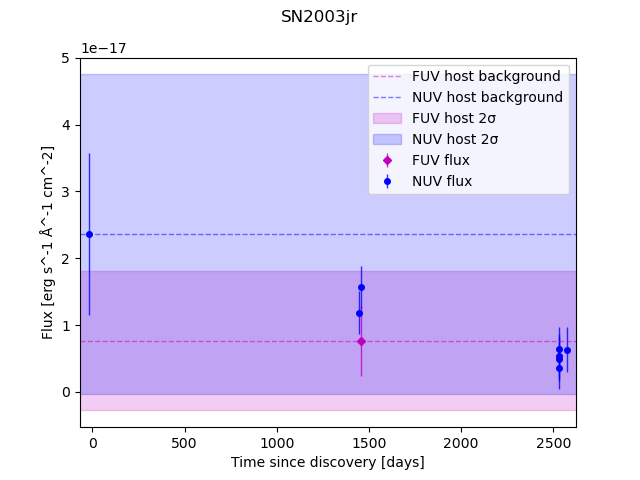 SN2003jr
1e−17
FUV host background
NUV host background
FUV host 2σ
NUV host 2σ
FUV flux
NUV flux
5
4
3
2
1
0
Flux [erg s^-1 Å^-1 cm^-2]
0 500 1000 1500 2000 2500
Time since discovery [days]